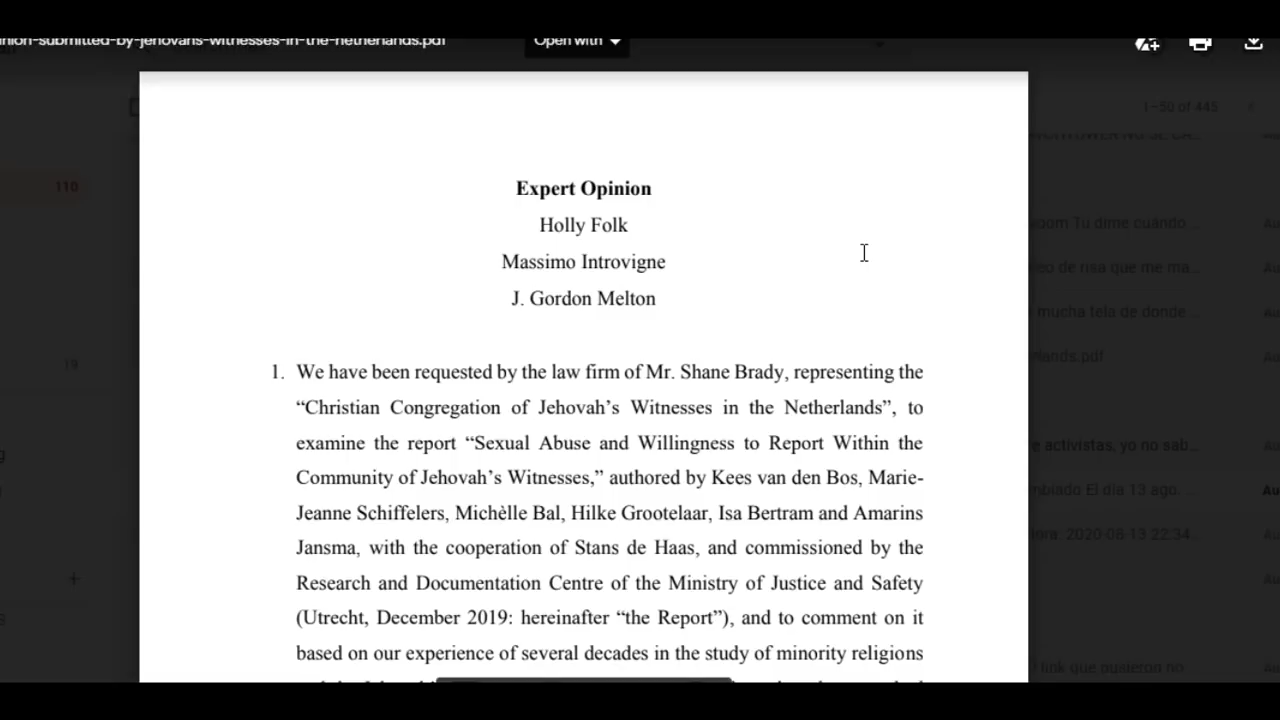 nion-submitted-by-jehovahs-witnesses-in-the-netherlands.pdf
Open with
1–50 of 445
110
Expert Opinion
Holly Folk
oom Tu dime cuándo...
Massimo Introvigne
eo de risa que me ma...
J. Gordon Melton
mucha tela de donde...
lands.pdf
19
1. We have been requested by the law firm of Mr. Shane Brady, representing the
“Christian Congregation of Jehovah’s Witnesses in the Netherlands”, to
examine the report “Sexual Abuse and Willingness to Report Within the
e activistas, yo no sab...
Community of Jehovah’s Witnesses,” authored by Kees van den Bos, Marie-
mbiado El día 13 ago. ...
Jeanne Schiffelers, Michèlle Bal, Hilke Grootelaar, Isa Bertram and Amarins
ora: 2020-08-13 22:34...
Jansma, with the cooperation of Stans de Haas, and commissioned by the
Research and Documentation Centre of the Ministry of Justice and Safety
(Utrecht, December 2019: hereinafter “the Report”), and to comment on it
based on our experience of several decades in the study of minority religions
link que pusieron no...